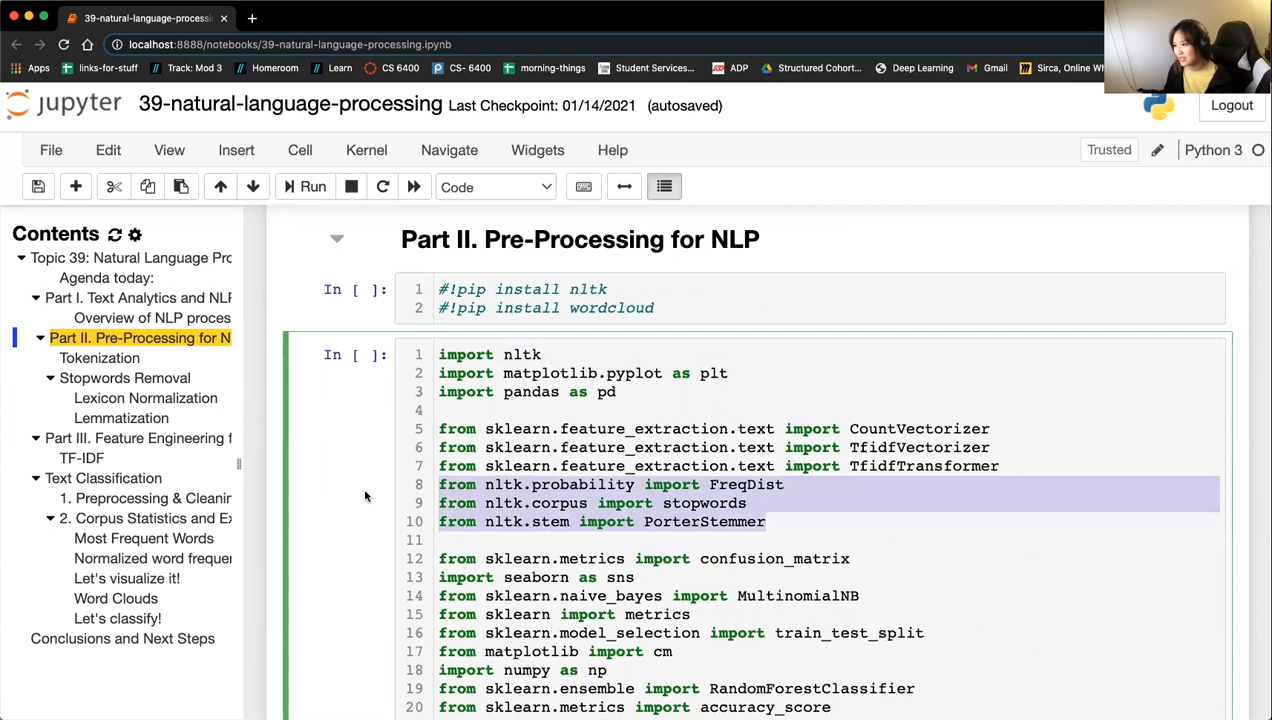 39-natural-language-processi
localhost:8888/notebooks/39-natural-language-processing.ipynb
Apps links-for-stuff Track: Mod 3 Homeroom Learn CS 6400 CS- 6400 morning-things Student Services... ADP Structured Cohort... Deep Learning Gmail Sirca, Online Wh
jupyter 39-natural-language-processing Last Checkpoint: 01/14/2021 (autosaved) Logout
File Edit View Insert Cell Kernel Navigate Widgets Help Trusted Python 3
Run Code
Contents
Topic 39: Natural Language Prc
Agenda today:
Part I. Text Analytics and NLF
Overview of NLP proces
Part II. Pre-Processing for N
Tokenization
Stopwords Removal
Lexicon Normalization
Lemmatization
Part III. Feature Engineering f
TF-IDF
Text Classification
1. Preprocessing & Cleanir
2. Corpus Statistics and Ex
Most Frequent Words
Normalized word frequer
Let's visualize it!
Word Clouds
Let's classify!
Conclusions and Next Steps
Part II. Pre-Processing for NLP
In [ ]: 1 #!pip install nltk
2 #!pip install wordcloud
In [ ]: 1 import nltk
2 import matplotlib.pyplot as plt
3 import pandas as pd
4
5 from sklearn.feature_extraction.text import CountVectorizer
6 from sklearn.feature_extraction.text import TfidfVectorizer
7 from sklearn.feature_extraction.text import TfidfTransformer
8 from nltk.probability import FreqDist
9 from nltk.corpus import stopwords
10 from nltk.stem import PorterStemmer
11
12 from sklearn.metrics import confusion_matrix
13 import seaborn as sns
14 from sklearn.naive_bayes import MultinomialNB
15 from sklearn import metrics
16 from sklearn.model_selection import train_test_split
17 from matplotlib import cm
18 import numpy as np
19 from sklearn.ensemble import RandomForestClassifier
20 from sklearn.metrics import accuracy_score